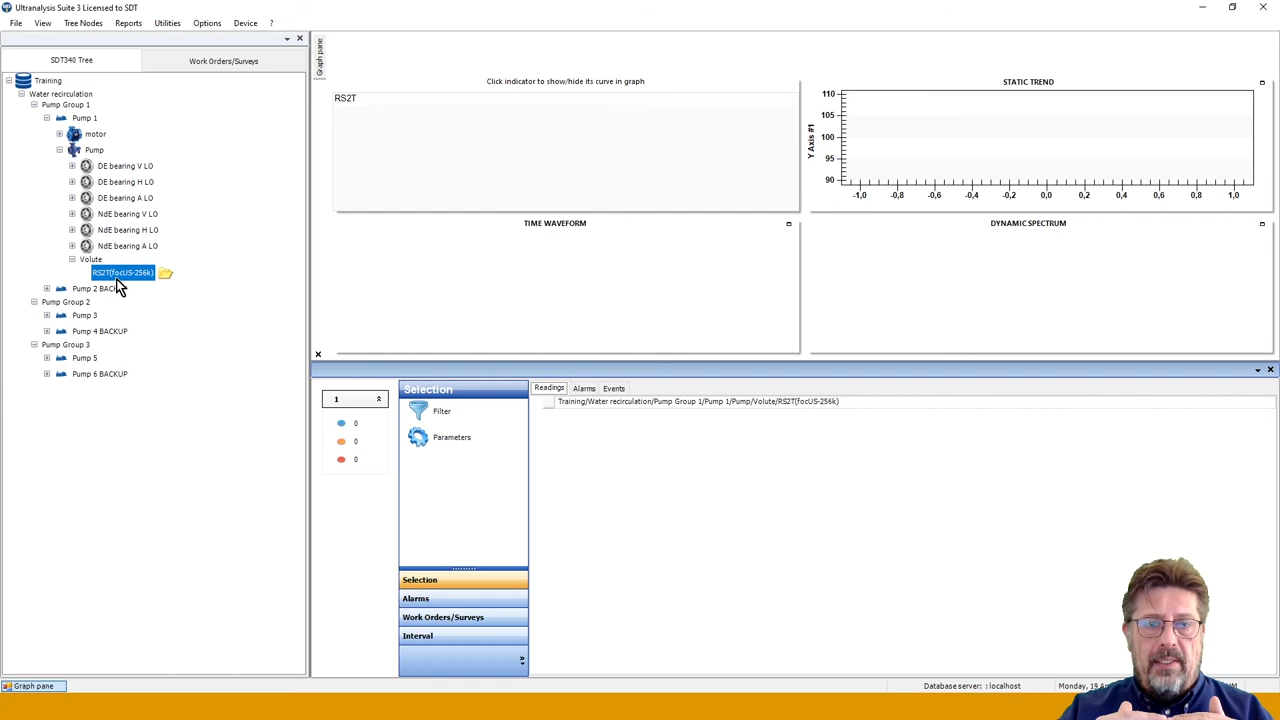 Ultranalysis Suite 3 Licensed to SDT
File View Tree Nodes Reports Utilities Options Device ?
SDT340 Tree
Work Orders/Surveys
Training
Water recirculation
Pump Group 1
Pump 1
motor
Pump
DE bearing V LO
DE bearing H LO
DE bearing A LO
NdE bearing V LO
NdE bearing H LO
NdE bearing A LO
Volute
RS2T(focUS-256k)
Pump 2
Pump Group 2
Pump 3
Pump 4 BACKUP
Pump Group 3
Pump 5
Pump 6 BACKUP
Graph pane
Click indicator to show/hide its curve in graph
RS2T
STATIC TREND
Y Axis #1
110
105
100
95
90
-1,0 -0,8 -0,6 -0,4 -0,2 0,0 0,2 0,4 0,6 0,8 1,0
TIME WAVEFORM
DYNAMIC SPECTRUM
1
0
0
0
Selection
Filter
Parameters
Selection
Alarms
Work Orders/Surveys
Interval
Readings Alarms Events
Training/Water recirculation/Pump Group 1/Pump 1/Pump/Volute/RS2T(focUS-256k)
Graph pane
Database server: : localhost
Monday, 19